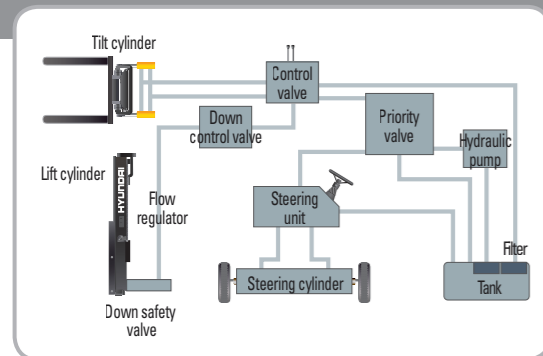 Tilt cylinder
Control
valve
Down
control valve
Priority
valve
Hydraulic
pump
Lift cylinder
HYUNDAI
Flow
regulator
Steering
unit
Filter
Steering cylinder
Tank
Down safety
valve